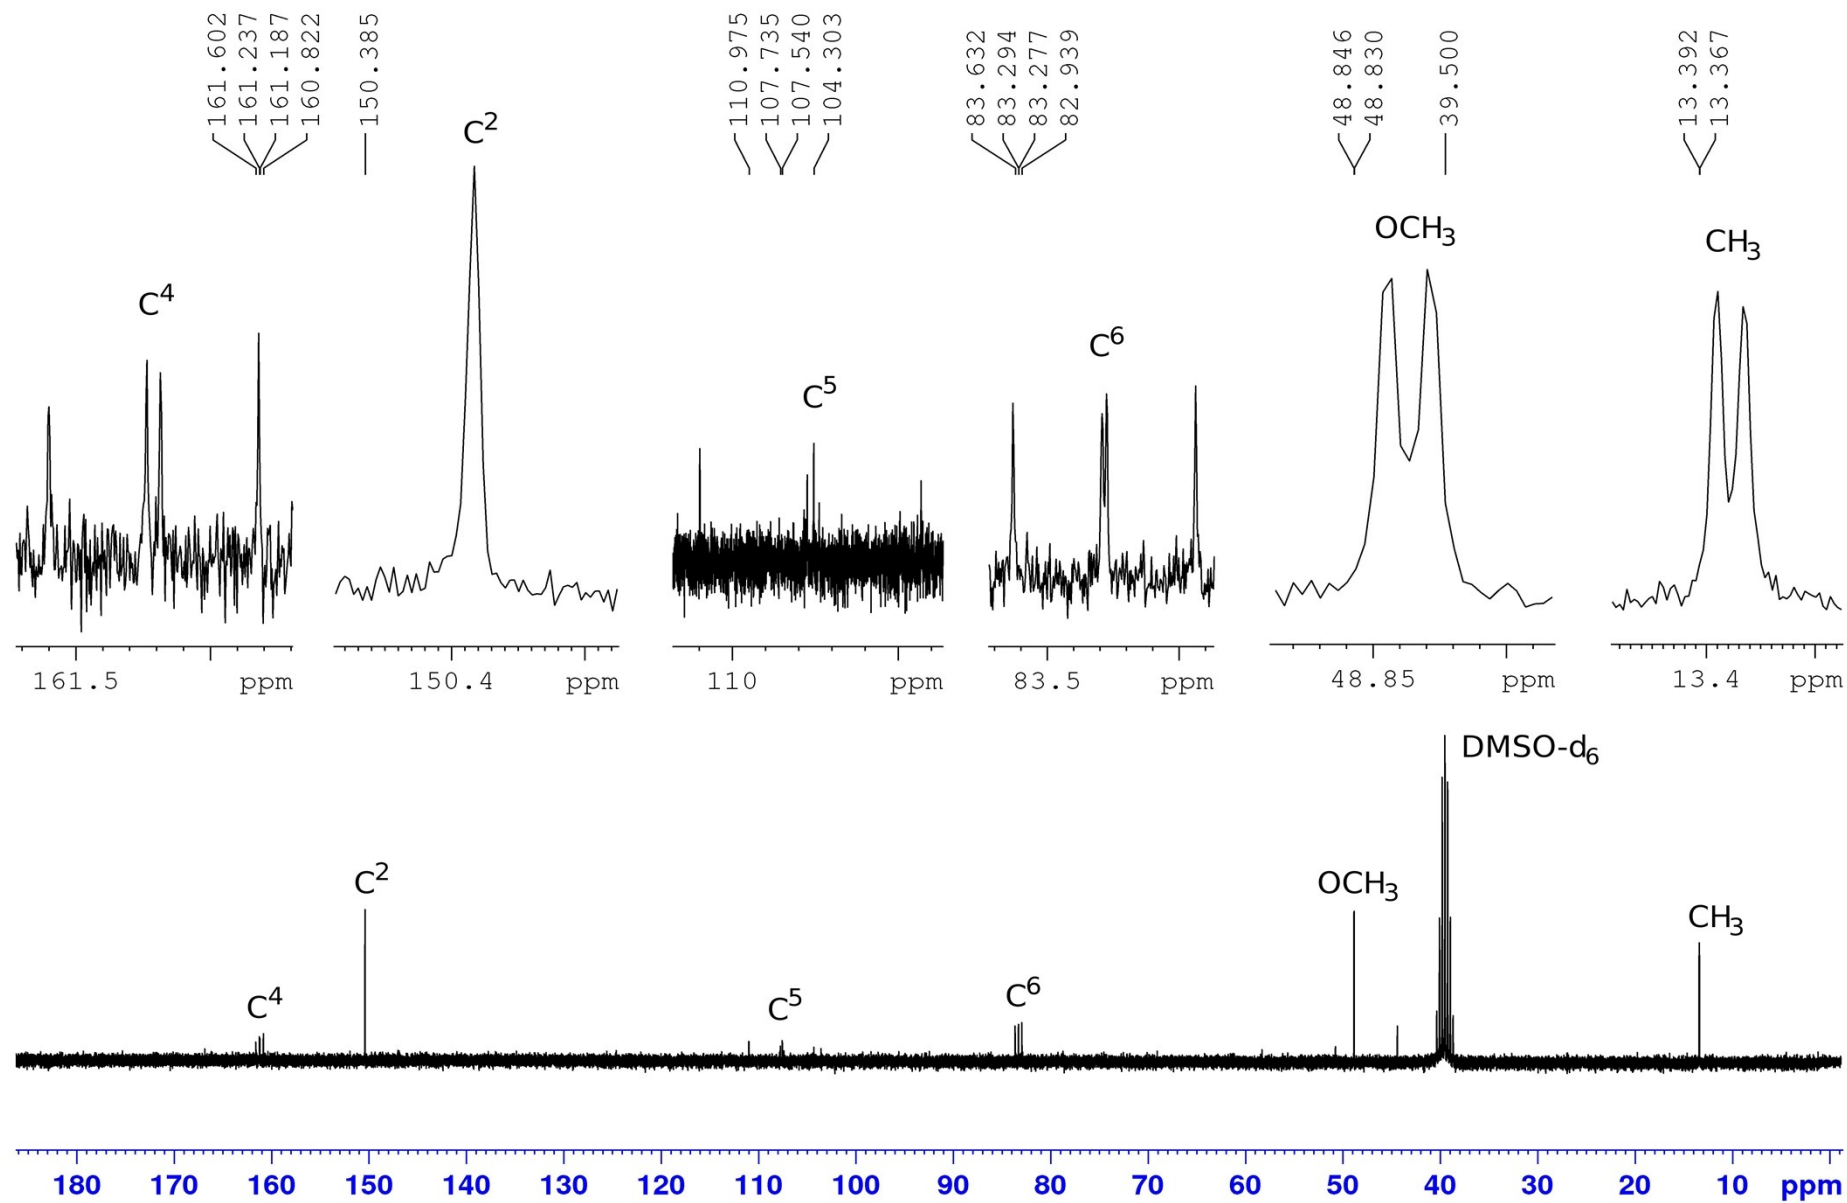 161.602
161.237
161.187
160.822
150.385
110.975
107.735
107.540
104.303
83.632
83.294
83.277
82.939
48.846
48.830
39.500
13.392
13.367
C²
OCH₃
CH₃
C⁴
C⁶
C⁵
161.5 ppm
150.4 ppm
110 ppm
83.5 ppm
48.85 ppm
13.4 ppm
DMSO-d₆
C²
OCH₃
CH₃
C⁴
C⁵
C⁶
180 170 160 150 140 130 120 110 100 90 80 70 60 50 40 30 20 10 ppm